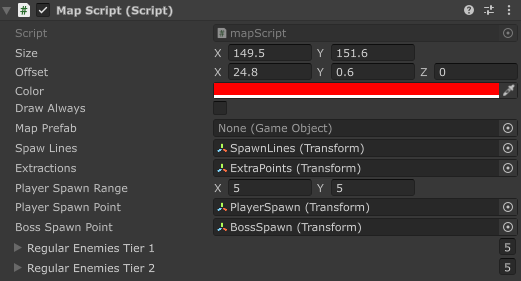 # Map Script (Script)
Script # mapScript
Size X 149.5 Y 151.6
Offset X 24.8 Y 0.6 Z 0
Color
Draw Always
Map Prefab None (Game Object)
Spaw Lines SpawnLines (Transform)
Extractions ExtraPoints (Transform)
Player Spawn Range X 5 Y 5
Player Spawn Point PlayerSpawn (Transform)
Boss Spawn Point BossSpawn (Transform)
Regular Enemies Tier 1 5
Regular Enemies Tier 2 5